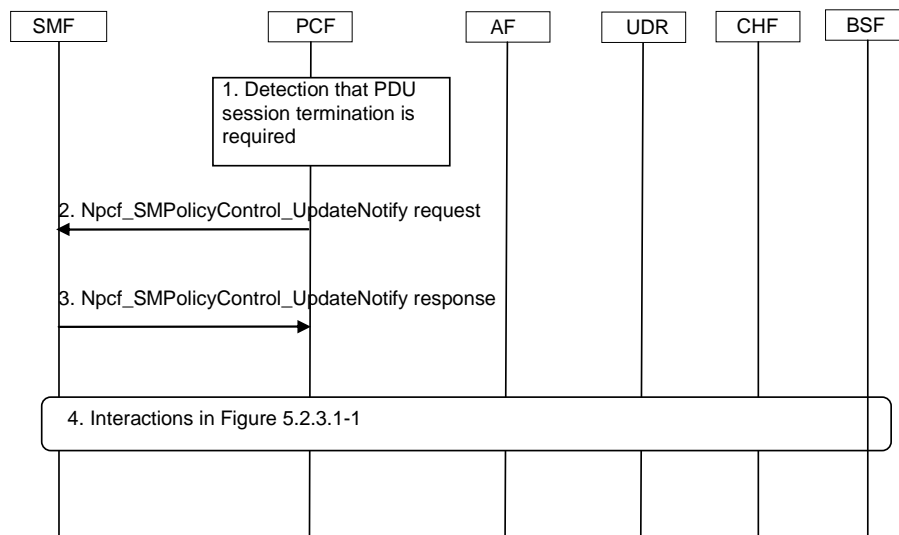 SMF
PCF
AF
UDR
CHF
BSF
1. Detection that PDU
session termination is
required
2. Npcf_SMPolicyControl_UpdateNotify request
3. Npcf_SMPolicyControl_UpdateNotify response
4. Interactions in Figure 5.2.3.1-1